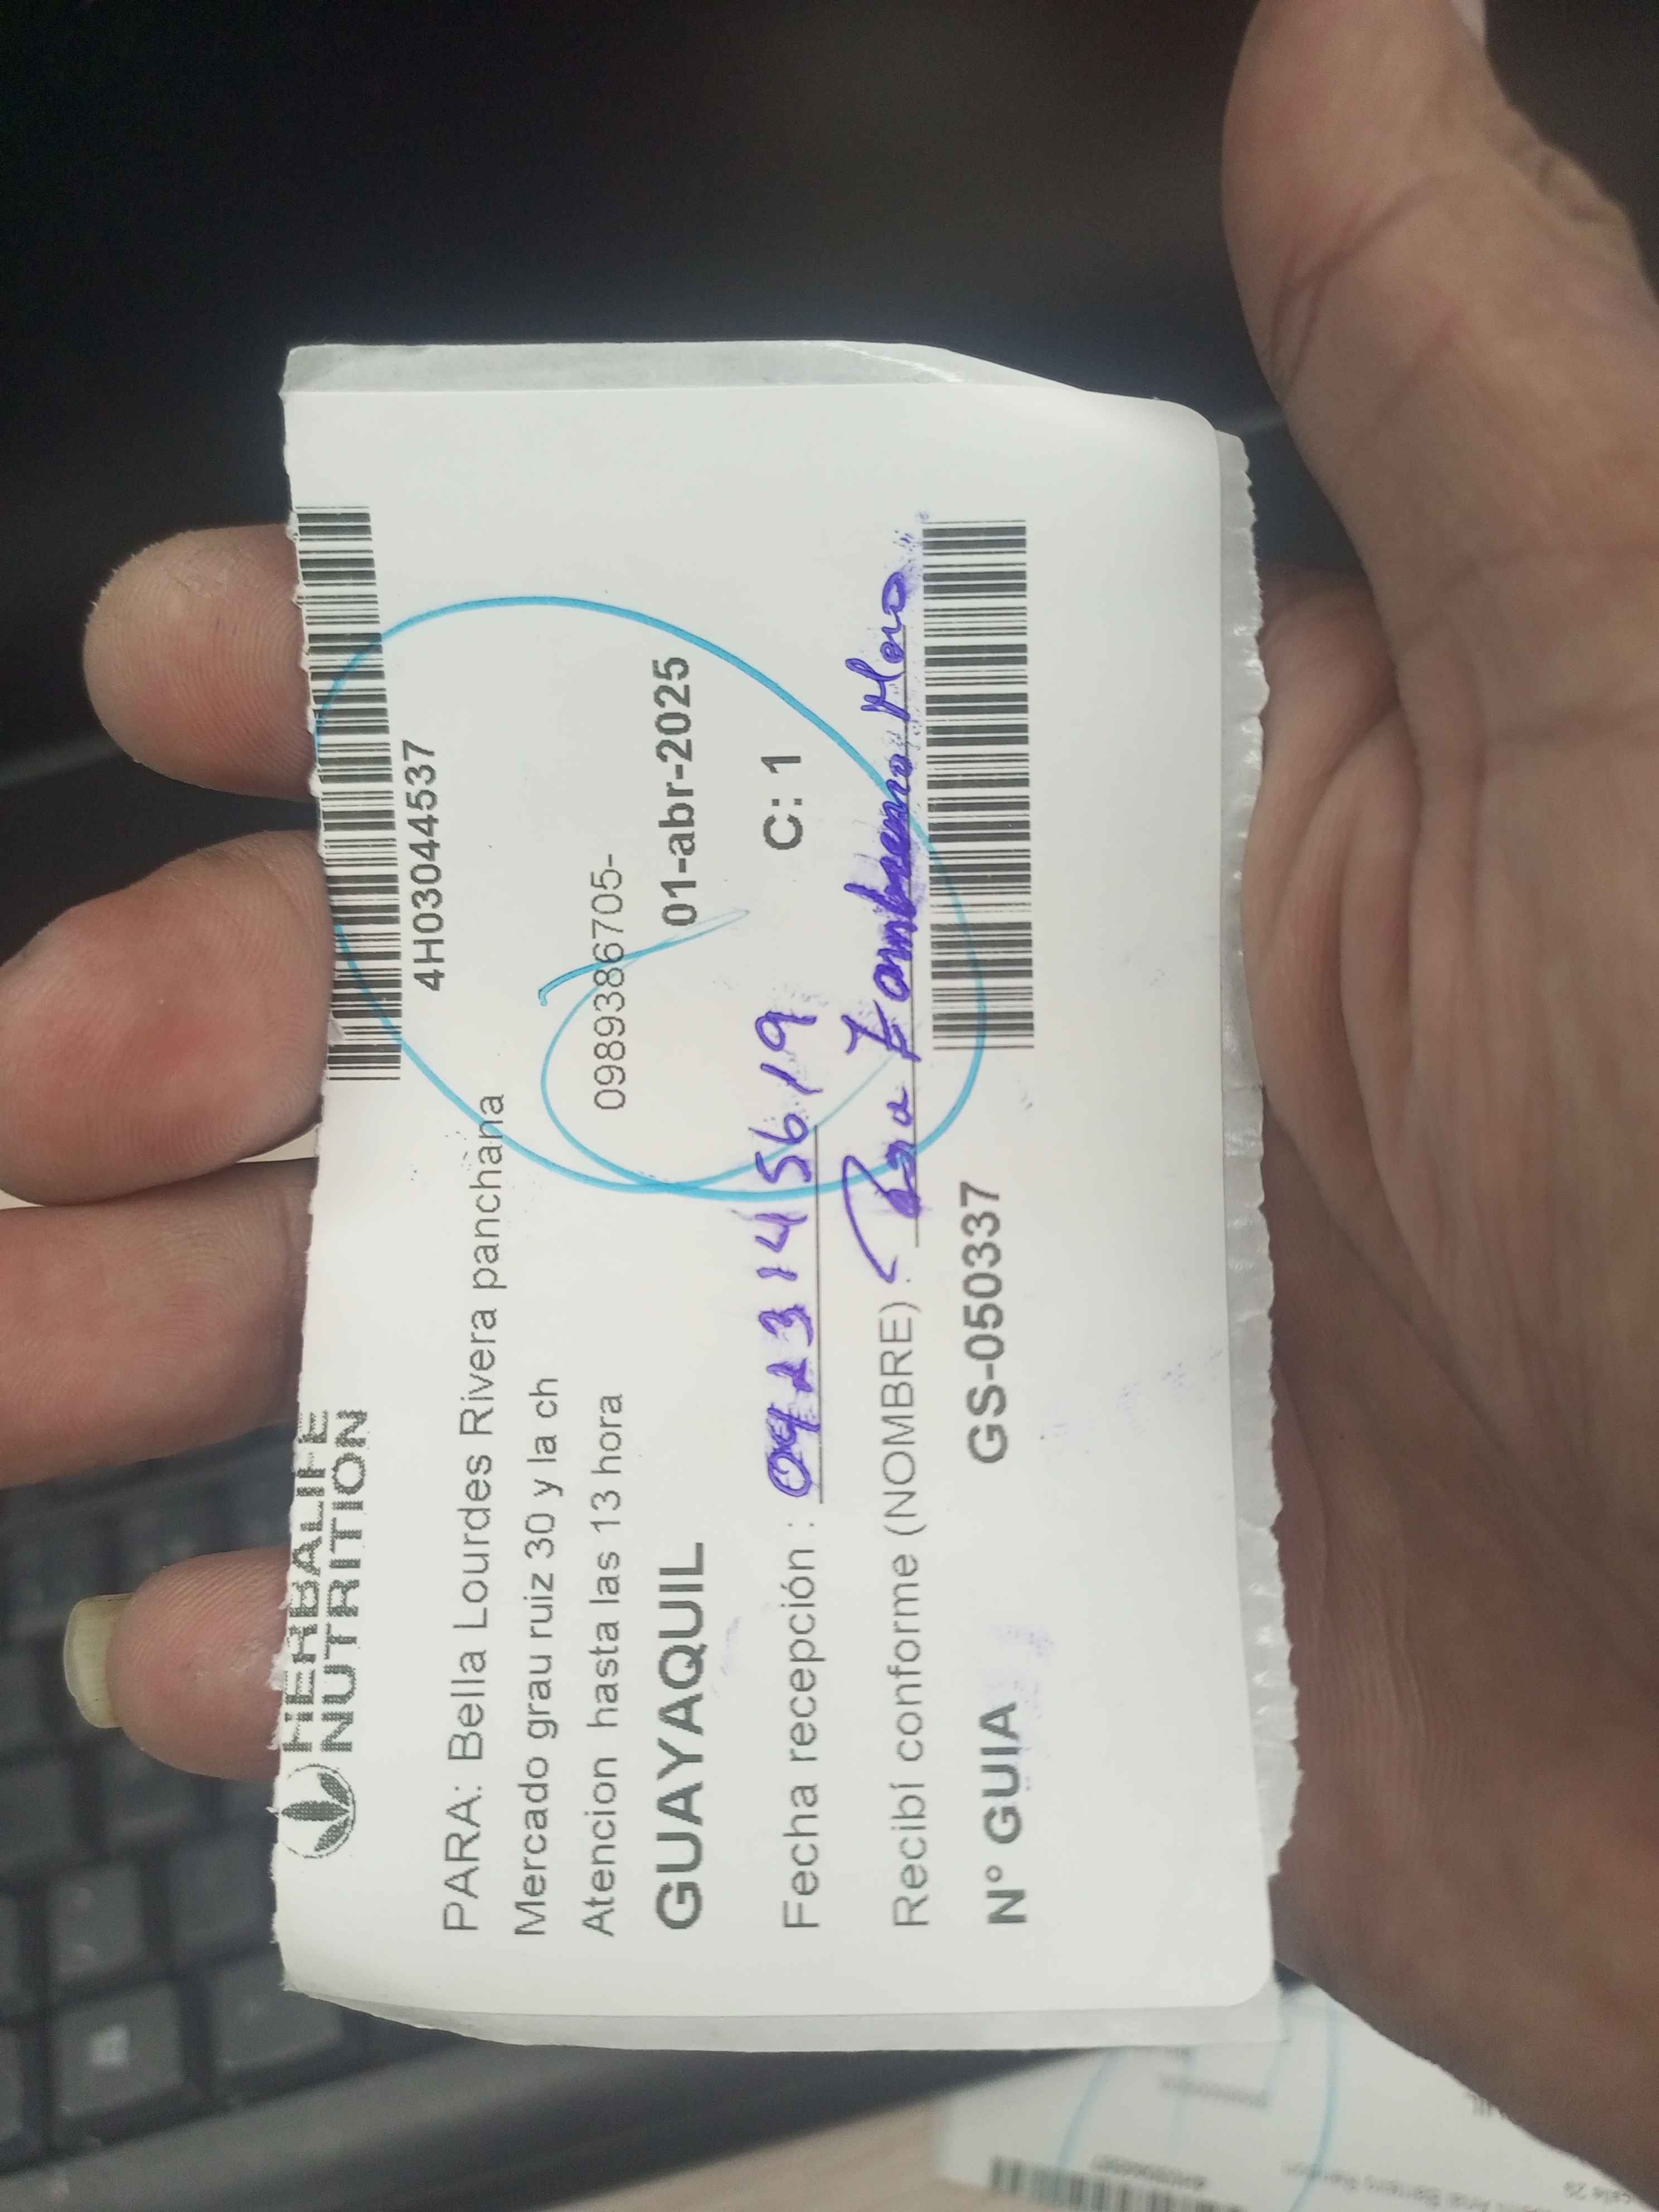 HERBALIFE
NUTRITION
4H03044537
PARA: Bella Lourdes Rivera panchana
Mercado grau ruiz 30 y la ch
Atencion hasta las 13 hora 0989386705-
GUAYAQUIL 01-abr-2025
Fecha recepción : 0923145619 C: 1
Recibí conforme (NOMBRE) :
N° GUIA GS-050337